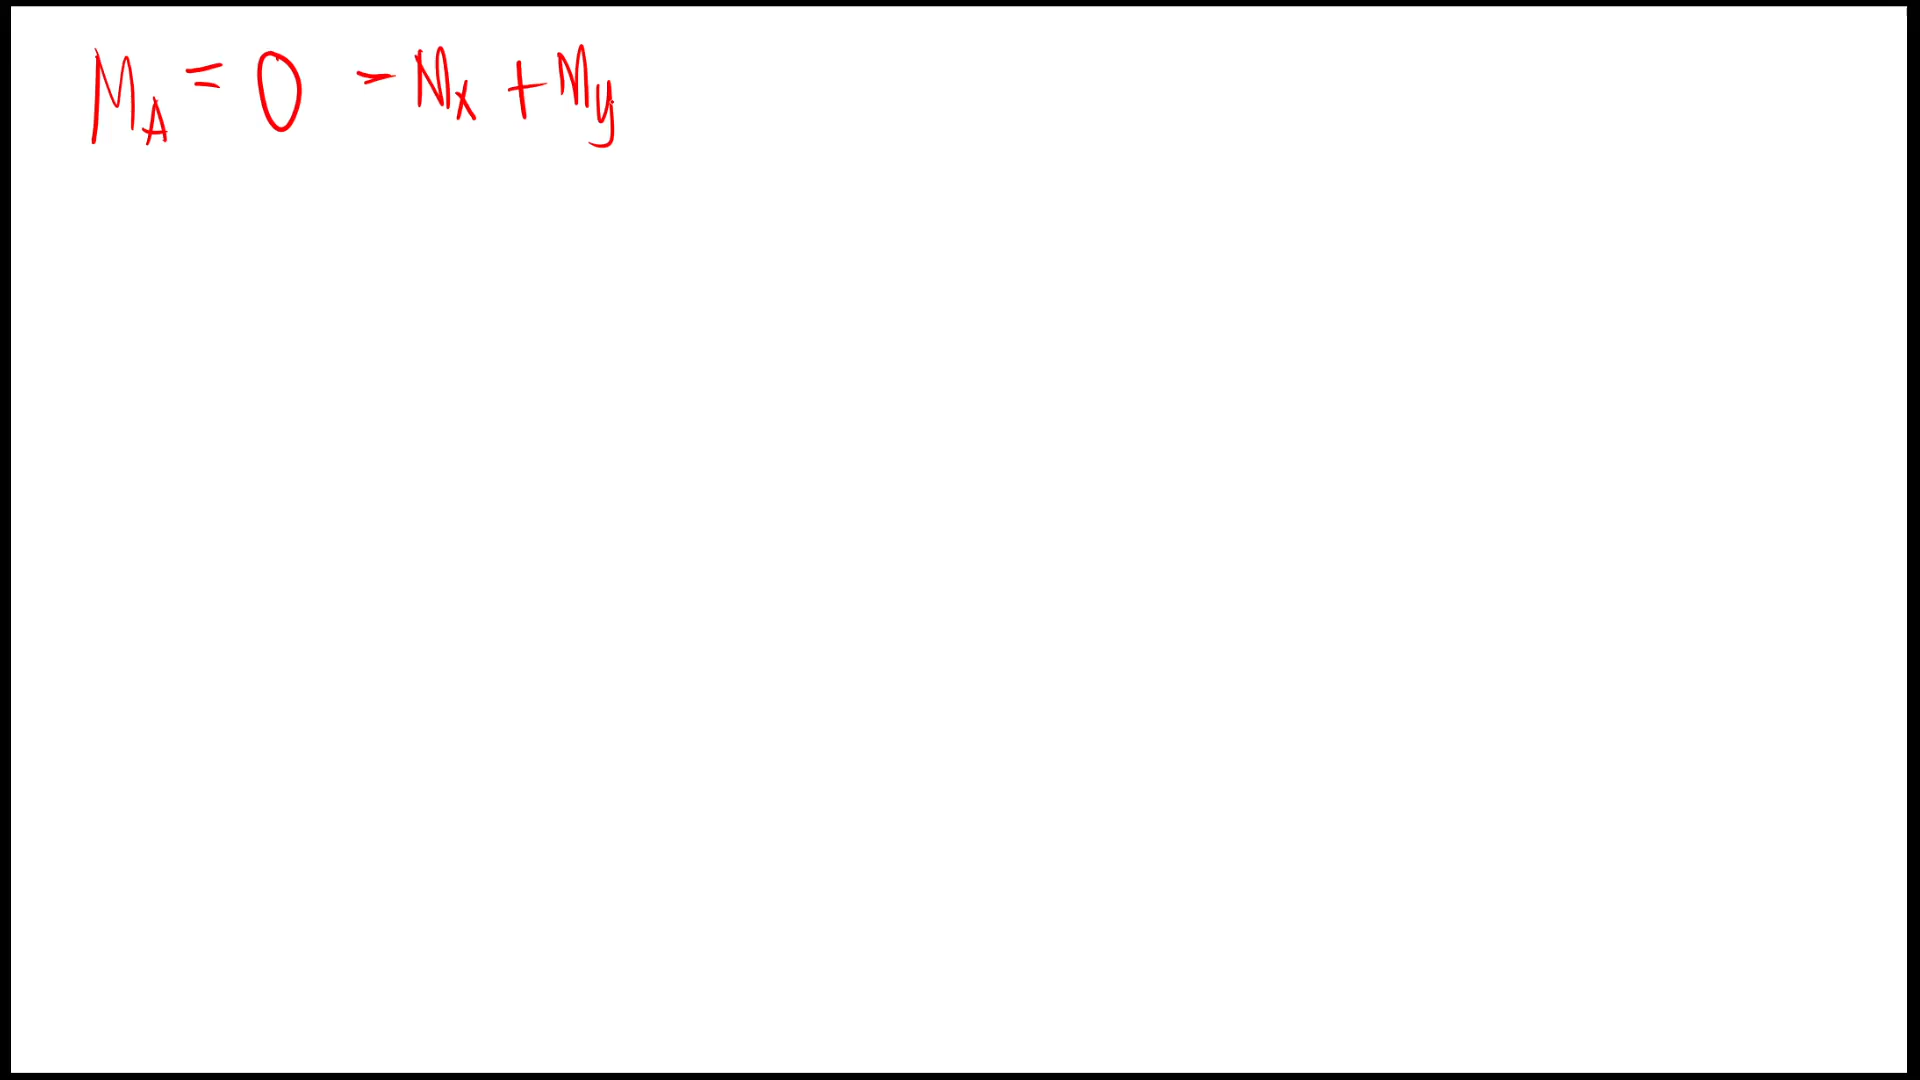 M_A = 0 - M_x + M_y